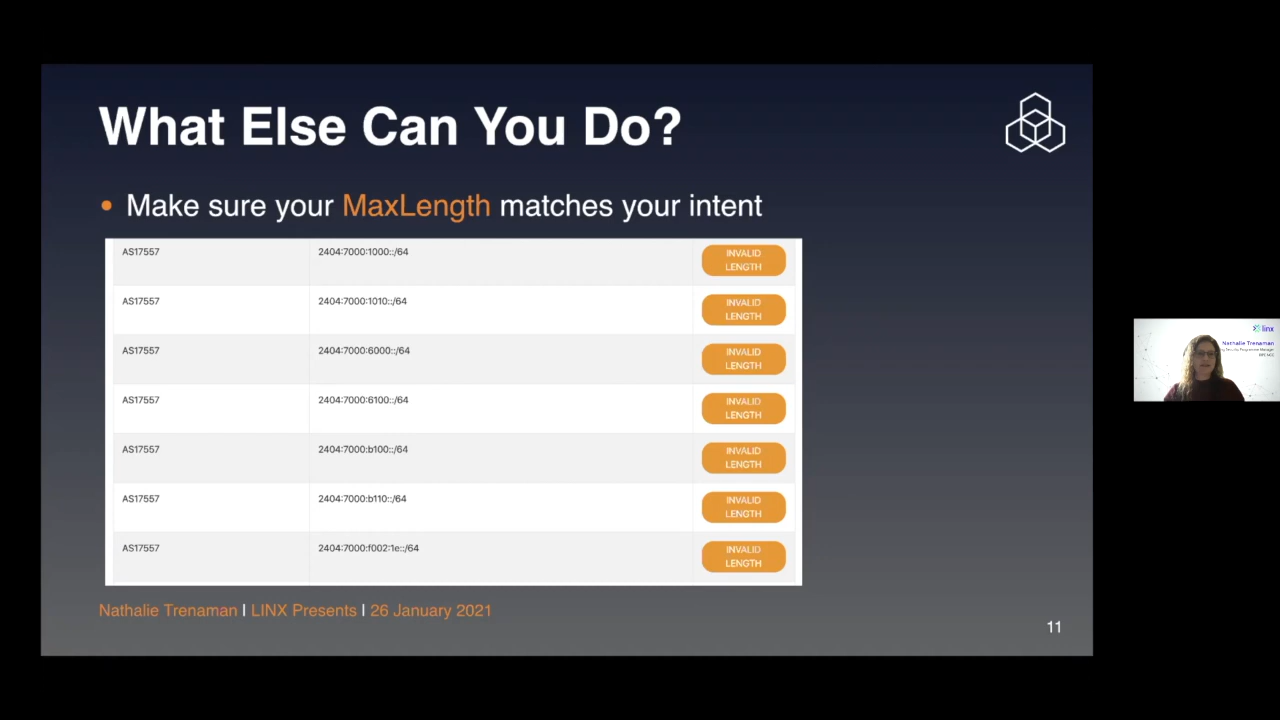 What Else Can You Do?
• Make sure your MaxLength matches your intent
AS17557 2404:7000:1000::/64 INVALID LENGTH
AS17557 2404:7000:1010::/64 INVALID LENGTH
AS17557 2404:7000:6000::/64 INVALID LENGTH
AS17557 2404:7000:6100::/64 INVALID LENGTH
AS17557 2404:7000:b100::/64 INVALID LENGTH
AS17557 2404:7000:b110::/64 INVALID LENGTH
AS17557 2404:7000:f002:1e::/64 INVALID LENGTH
Nathalie Trenaman | LINX Presents | 26 January 2021
11
linx
Nathalie Trenaman